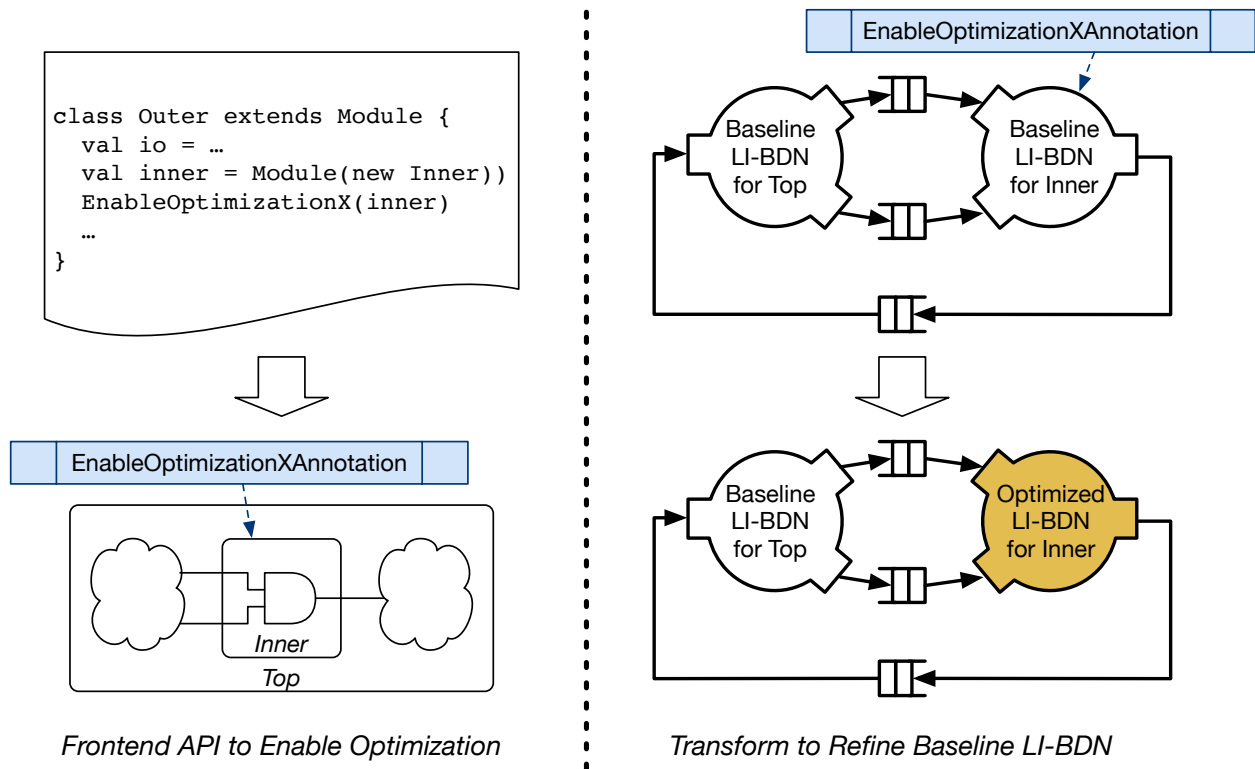 class Outer extends Module {
  val io = …
  val inner = Module(new Inner))
  EnableOptimizationX(inner)
  …
}
EnableOptimizationXAnnotation
Inner
Top
Frontend API to Enable Optimization
EnableOptimizationXAnnotation
Baseline
LI-BDN
for Top
Baseline
LI-BDN
for Inner
Baseline
LI-BDN
for Top
Optimized
LI-BDN
for Inner
Transform to Refine Baseline LI-BDN